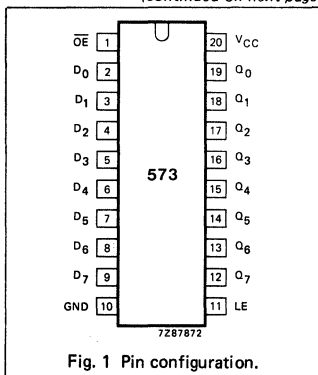 (continued on next page
OE 1 20 VCC
D0 2 19 Q0
D1 3 18 Q1
D2 4 17 Q2
D3 5 16 Q3
D4 6 15 Q4
D5 7 14 Q5
D6 8 13 Q6
D7 9 12 Q7
GND 10 11 LE
573
7Z87872
Fig. 1 Pin configuration.